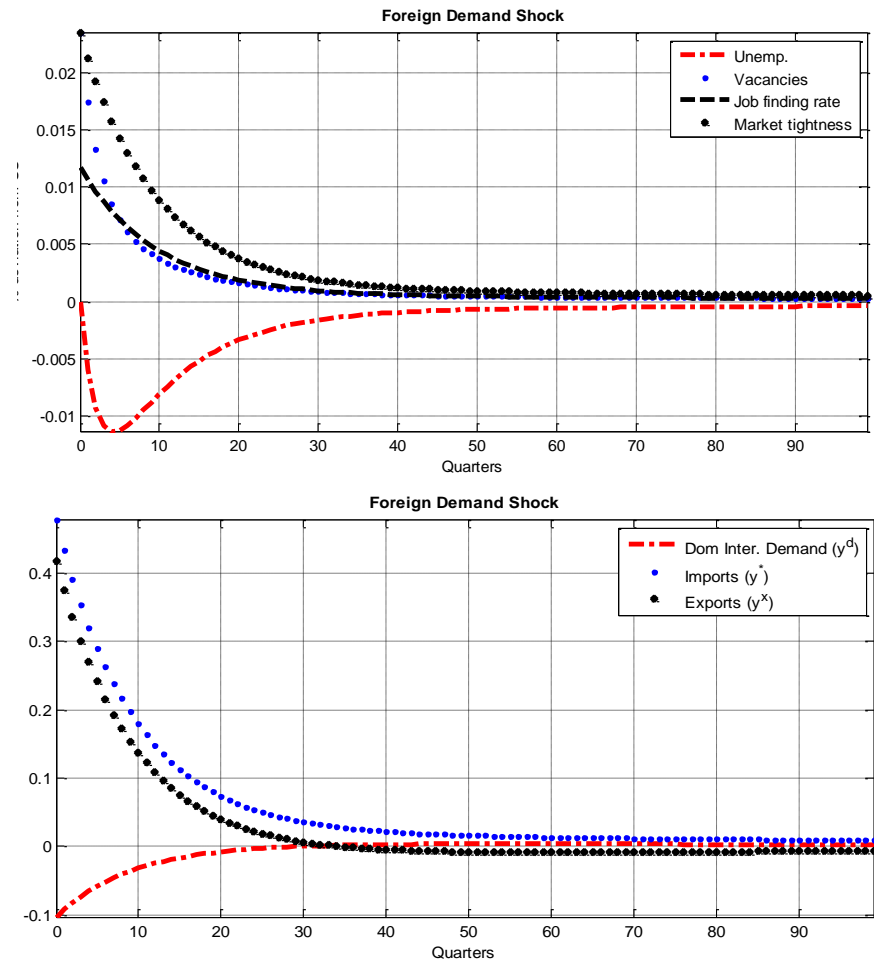 Foreign Demand Shock
Unemp.
Vacancies
Job finding rate
Market tightness
0.02
0.015
0.01
0.005
0
-0.005
-0.01
0 10 20 30 40 50 60 70 80 90
Quarters
Foreign Demand Shock
Dom Inter. Demand (y^d)
Imports (y^*)
Exports (y^x)
0.4
0.3
0.2
0.1
0
-0.1
0 10 20 30 40 50 60 70 80 90
Quarters